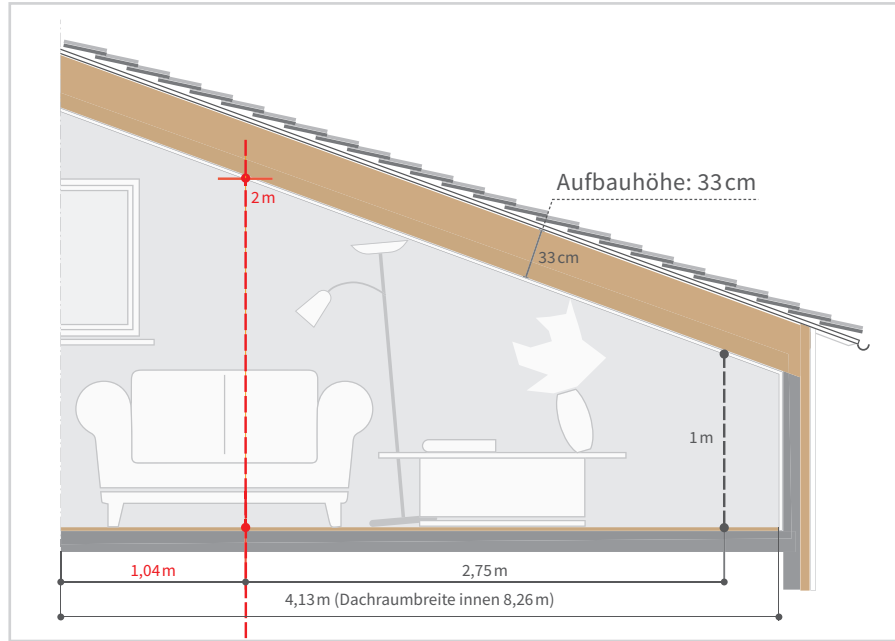 Aufbauhöhe: 33 cm
2 m
33 cm
1 m
1,04 m
2,75 m
4,13 m (Dachraumbreite innen 8,26 m)